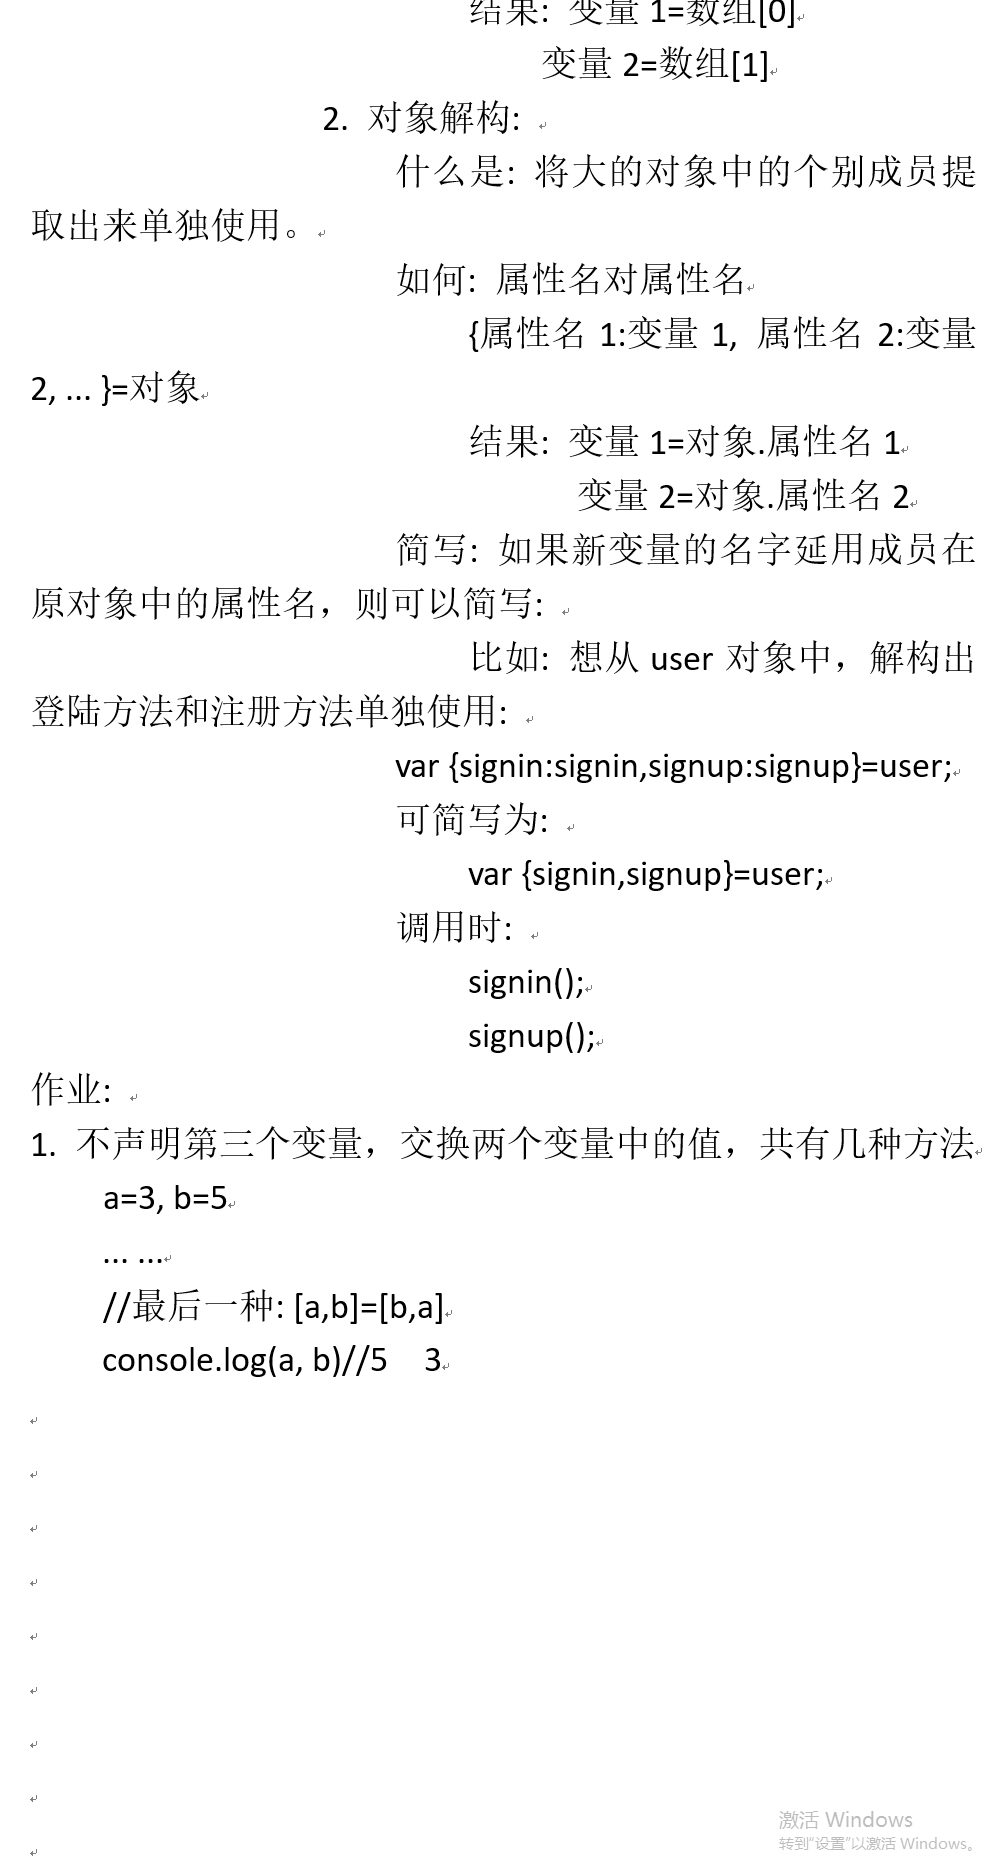 结果: 变量 1=数组[0]
变量 2=数组[1]
2. 对象解构:
什么是: 将大的对象中的个别成员提
取出来单独使用。
如何: 属性名对属性名
{属性名 1:变量 1, 属性名 2:变量
2, ... }=对象
结果: 变量 1=对象.属性名 1
变量 2=对象.属性名 2
简写: 如果新变量的名字延用成员在
原对象中的属性名，则可以简写:
比如: 想从 user 对象中，解构出
登陆方法和注册方法单独使用:
var {signin:signin,signup:signup}=user;
可简写为:
var {signin,signup}=user;
调用时:
signin();
signup();
作业:
1. 不声明第三个变量，交换两个变量中的值，共有几种方法
a=3, b=5
... ...
//最后一种: [a,b]=[b,a]
console.log(a, b)//5 3
激活 Windows
转到"设置"以激活 Windows。